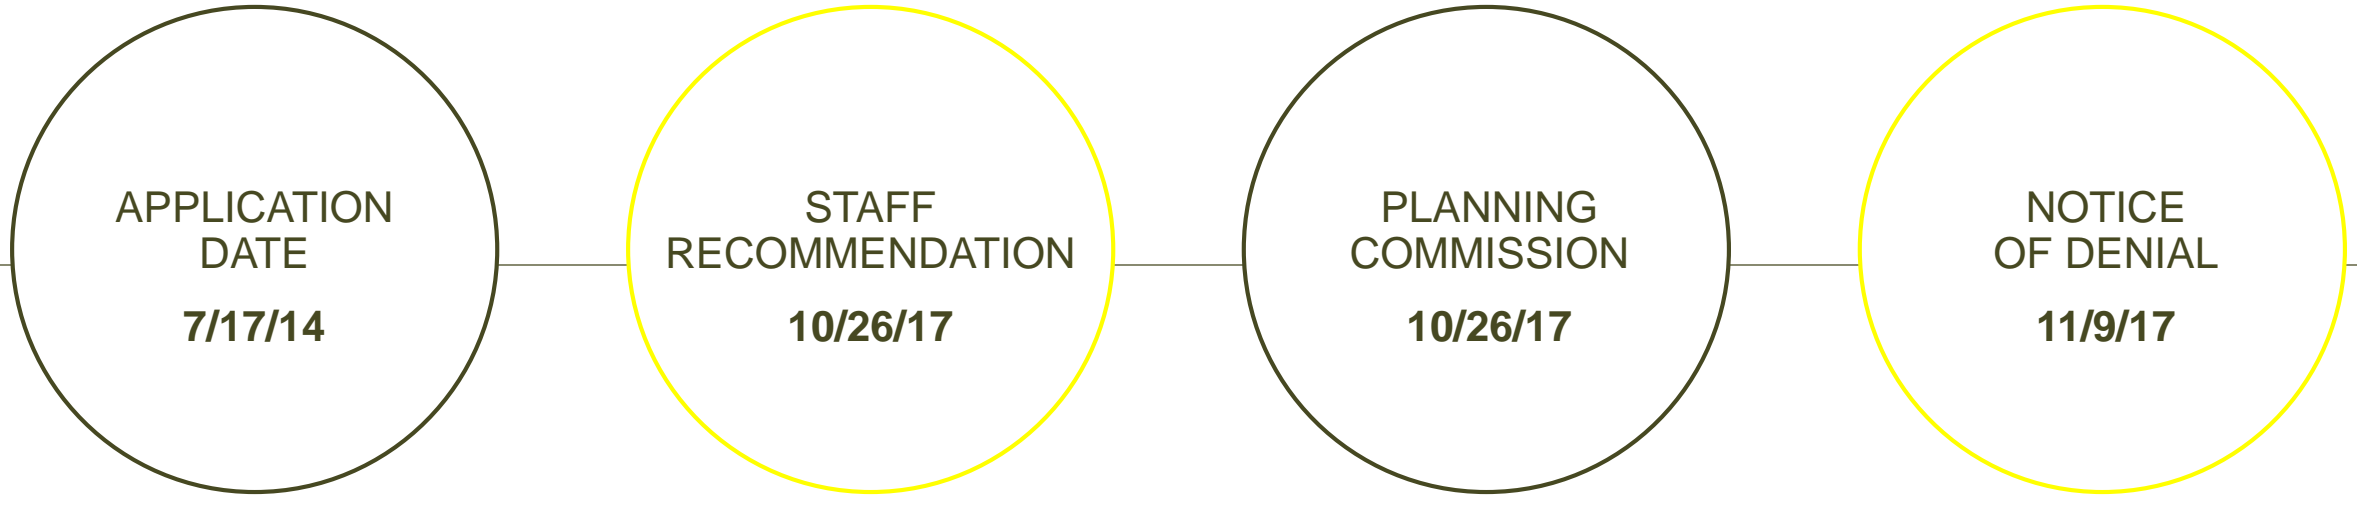 APPLICATION
DATE
7/17/14
STAFF
RECOMMENDATION
10/26/17
PLANNING
COMMISSION
10/26/17
NOTICE
OF DENIAL
11/9/17